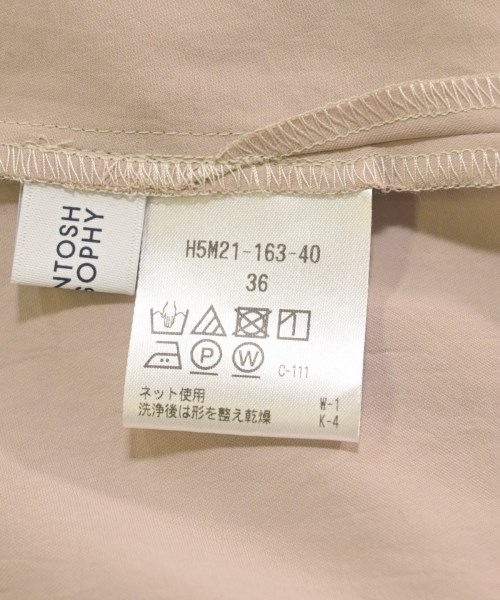 NTOSH
SOPHY
H5M21-163-40
36
P W C-111
ネット使用
洗浄後は形を整え乾燥
W-1
K-4